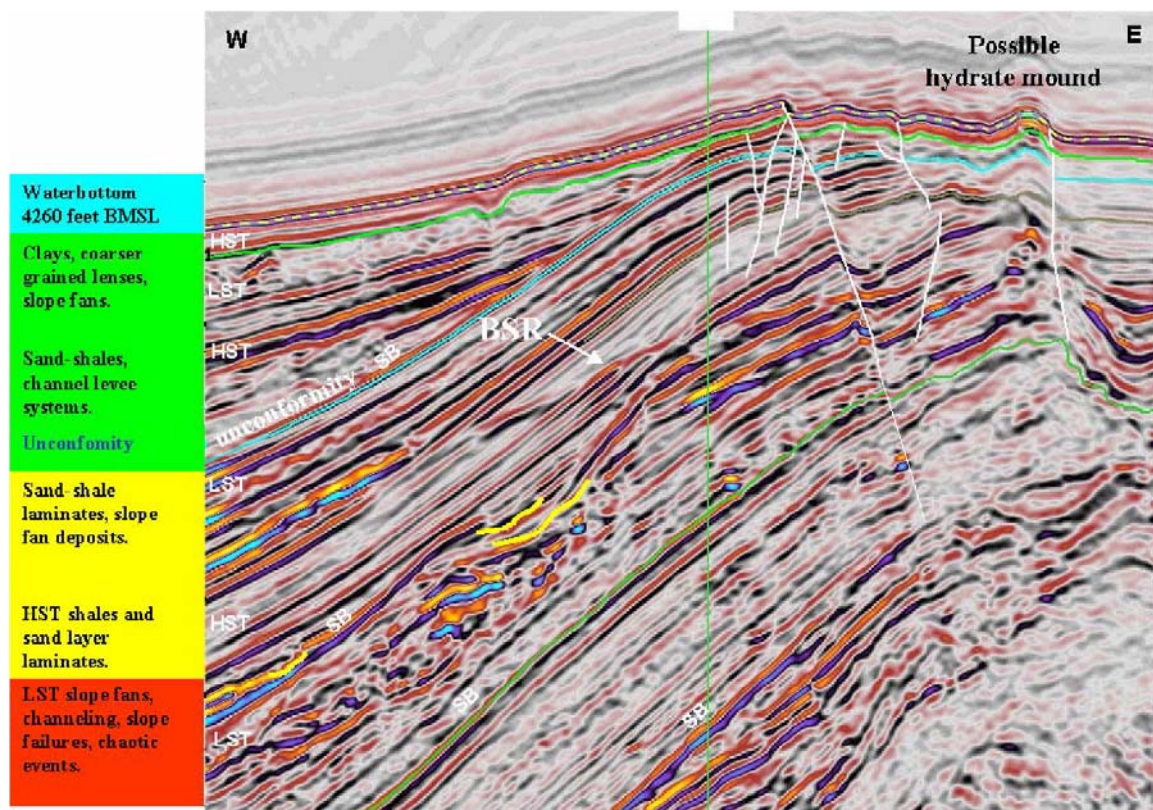 W
E
Possible
hydrate mound
Waterbottom
4260 feet BMSL
Clays, coarser
grained lenses,
slope fans.
Sand-shales,
channel levee
systems.
Unconfomity
Sand-shale
laminates, slope
fan deposits.
HST shales and
sand layer
laminates.
LST slope fans,
channeling, slope
failures, chaotic
events.
HST
LST
HST
BSR
SB
unconformity
LST
HST
SB
SB
SB
LST